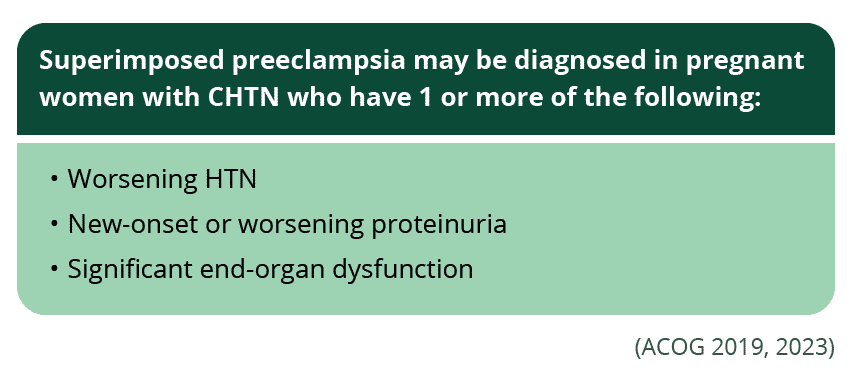 Superimposed preeclampsia may be diagnosed in pregnant
women with CHTN who have 1 or more of the following:
• Worsening HTN
• New-onset or worsening proteinuria
• Significant end-organ dysfunction
(ACOG 2019, 2023)